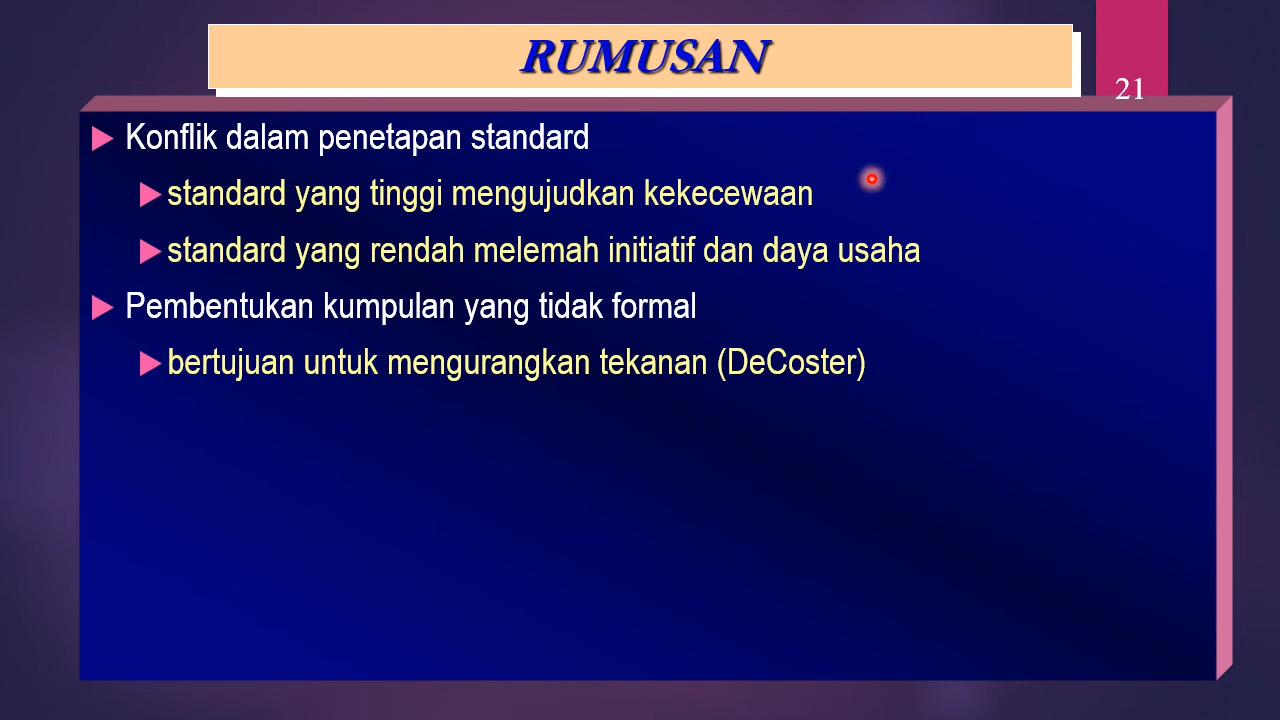 RUMUSAN
21
Konflik dalam penetapan standard
standard yang tinggi mengujudkan kekecewaan
standard yang rendah melemah initiatif dan daya usaha
Pembentukan kumpulan yang tidak formal
bertujuan untuk mengurangkan tekanan (DeCoster)